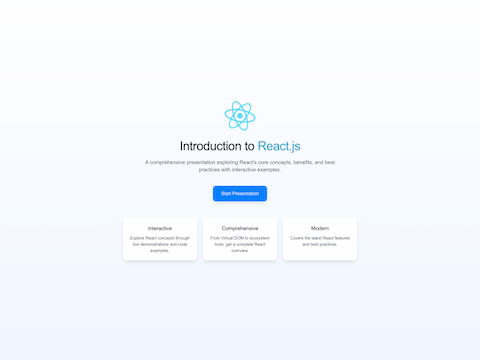 Introduction to React.js
A comprehensive presentation exploring React's core concepts, benefits, and best
practices with interactive examples.
Start Presentation
Interactive
Explore React concepts through
live demonstrations and code
examples.
Comprehensive
From Virtual DOM to ecosystem
tools, get a complete React
overview.
Modern
Covers the latest React features
and best practices.